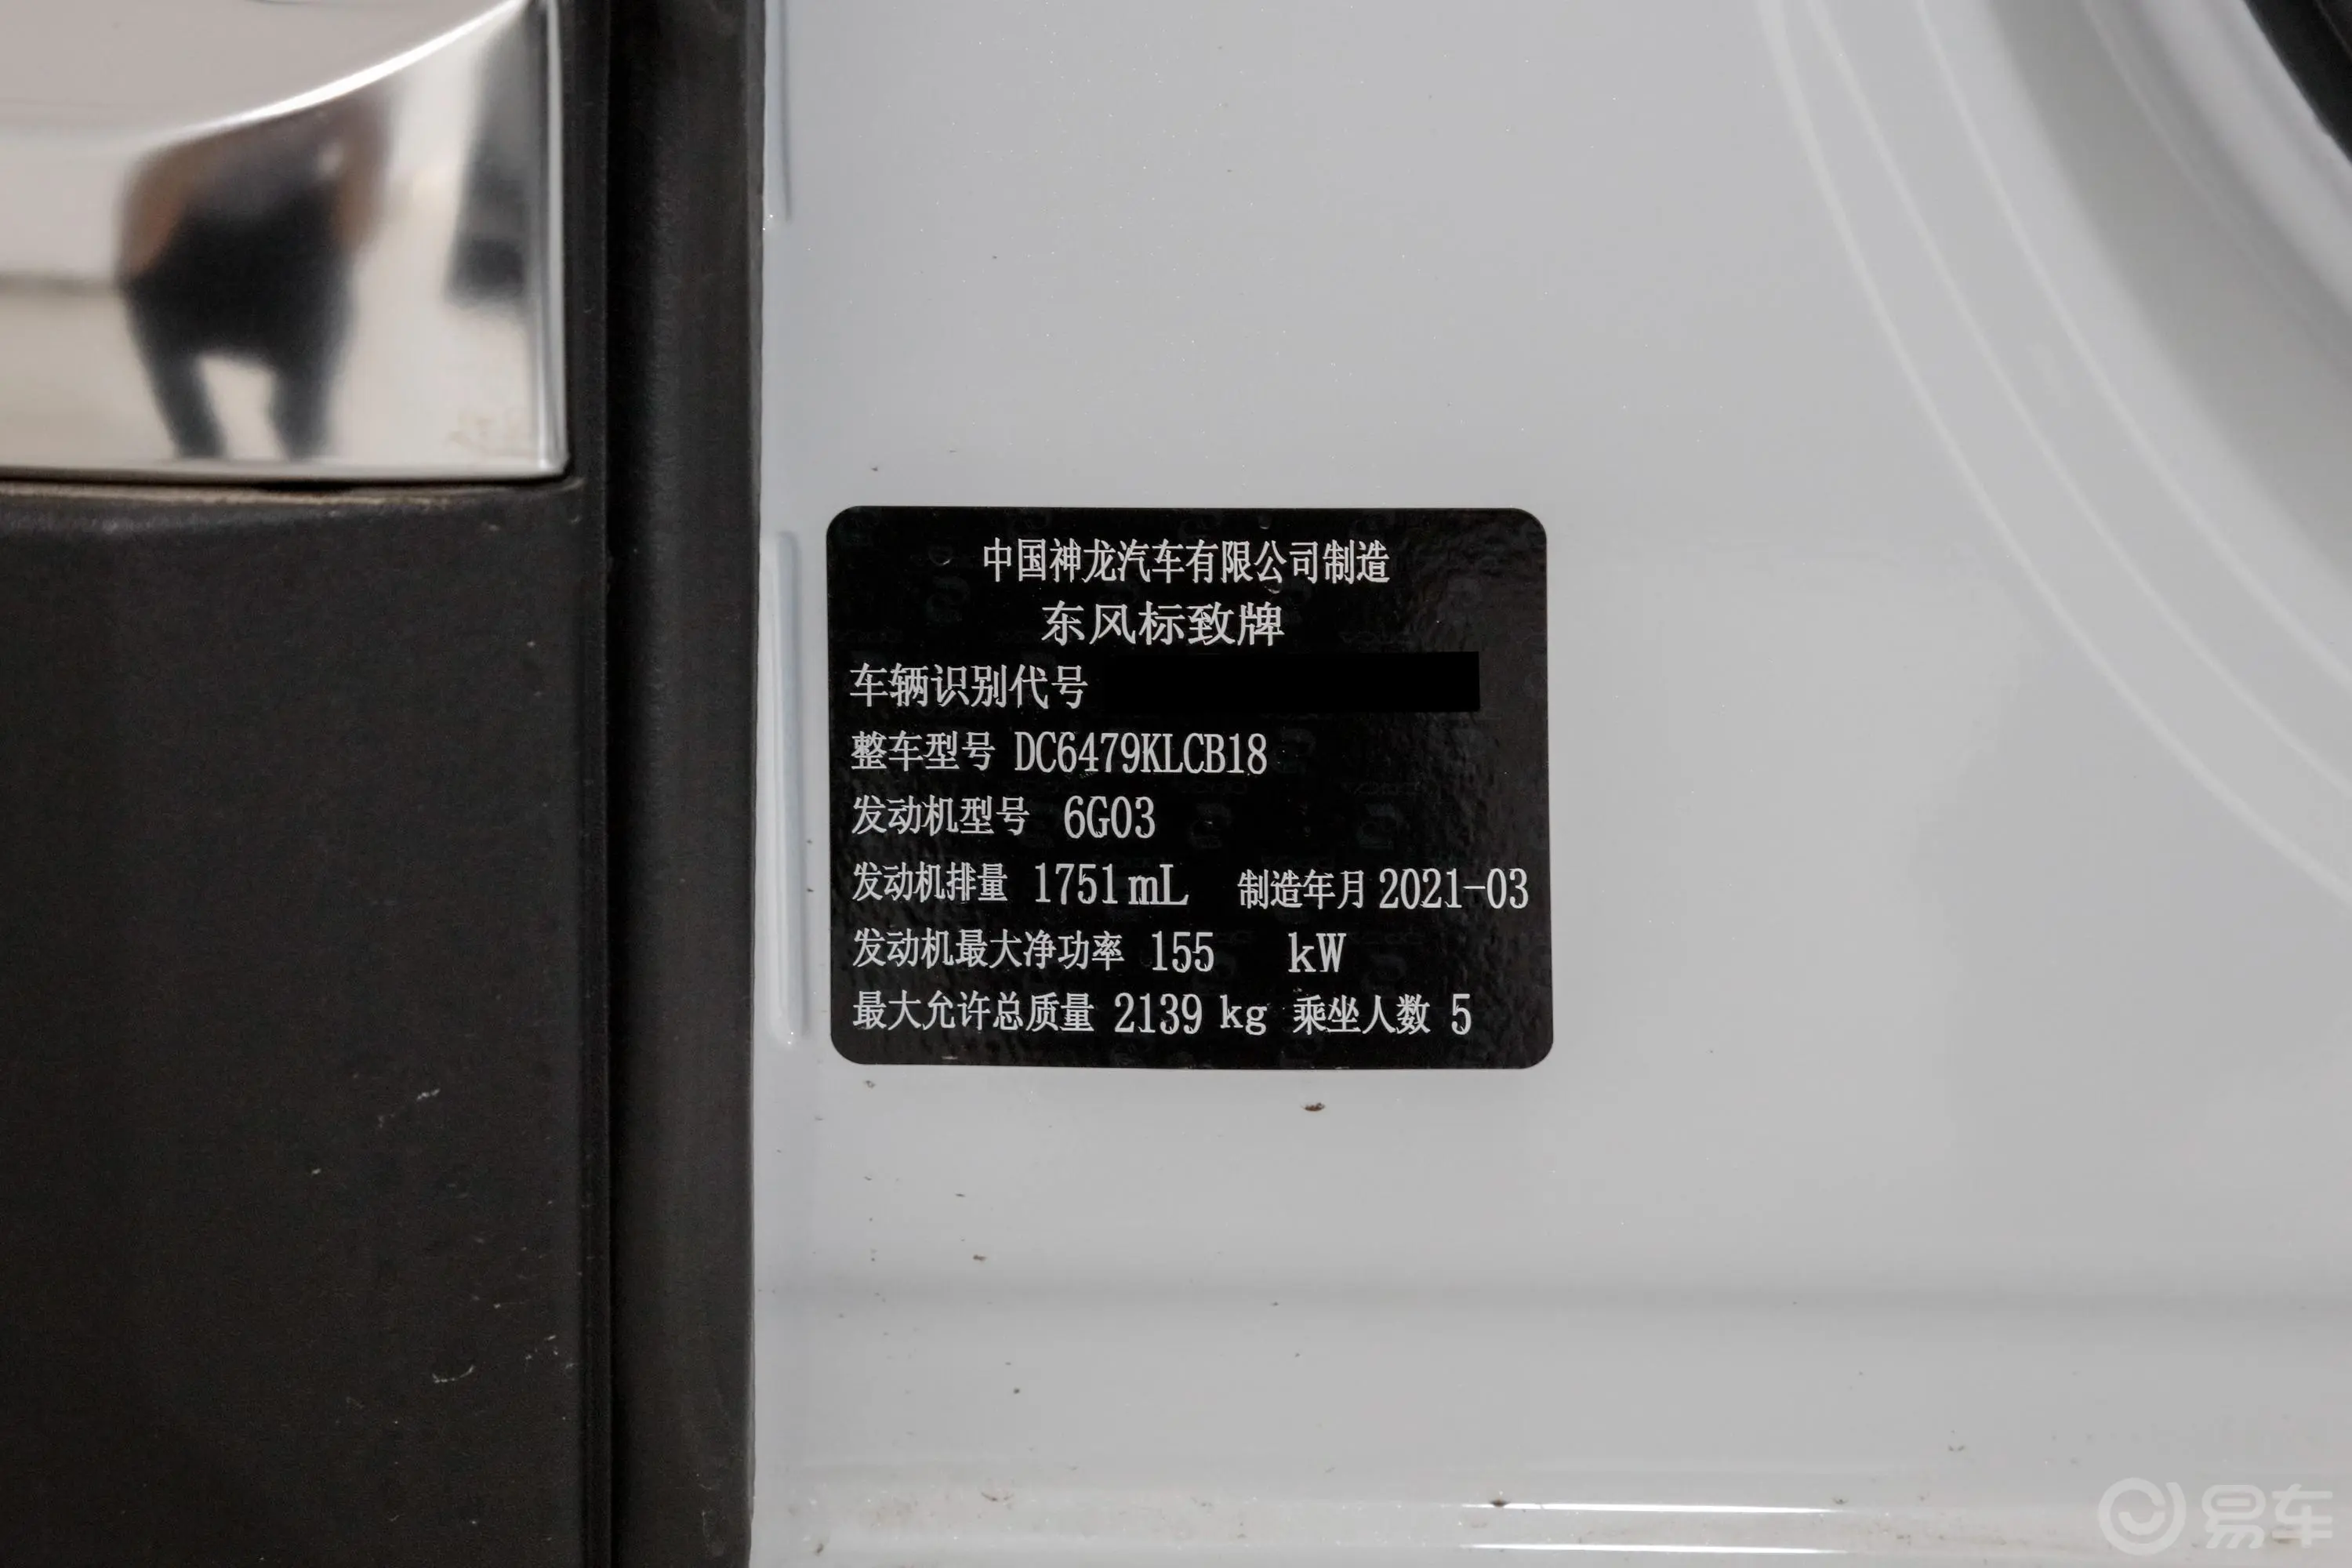 中国神龙汽车有限公司制造
东风标致牌
车辆识别代号
整车型号 DC6479KLCB18
发动机型号 6G03
发动机排量 1751mL 制造年月 2021-03
发动机最大净功率 155 kW
最大允许总质量 2139 kg 乘坐人数 5
易车